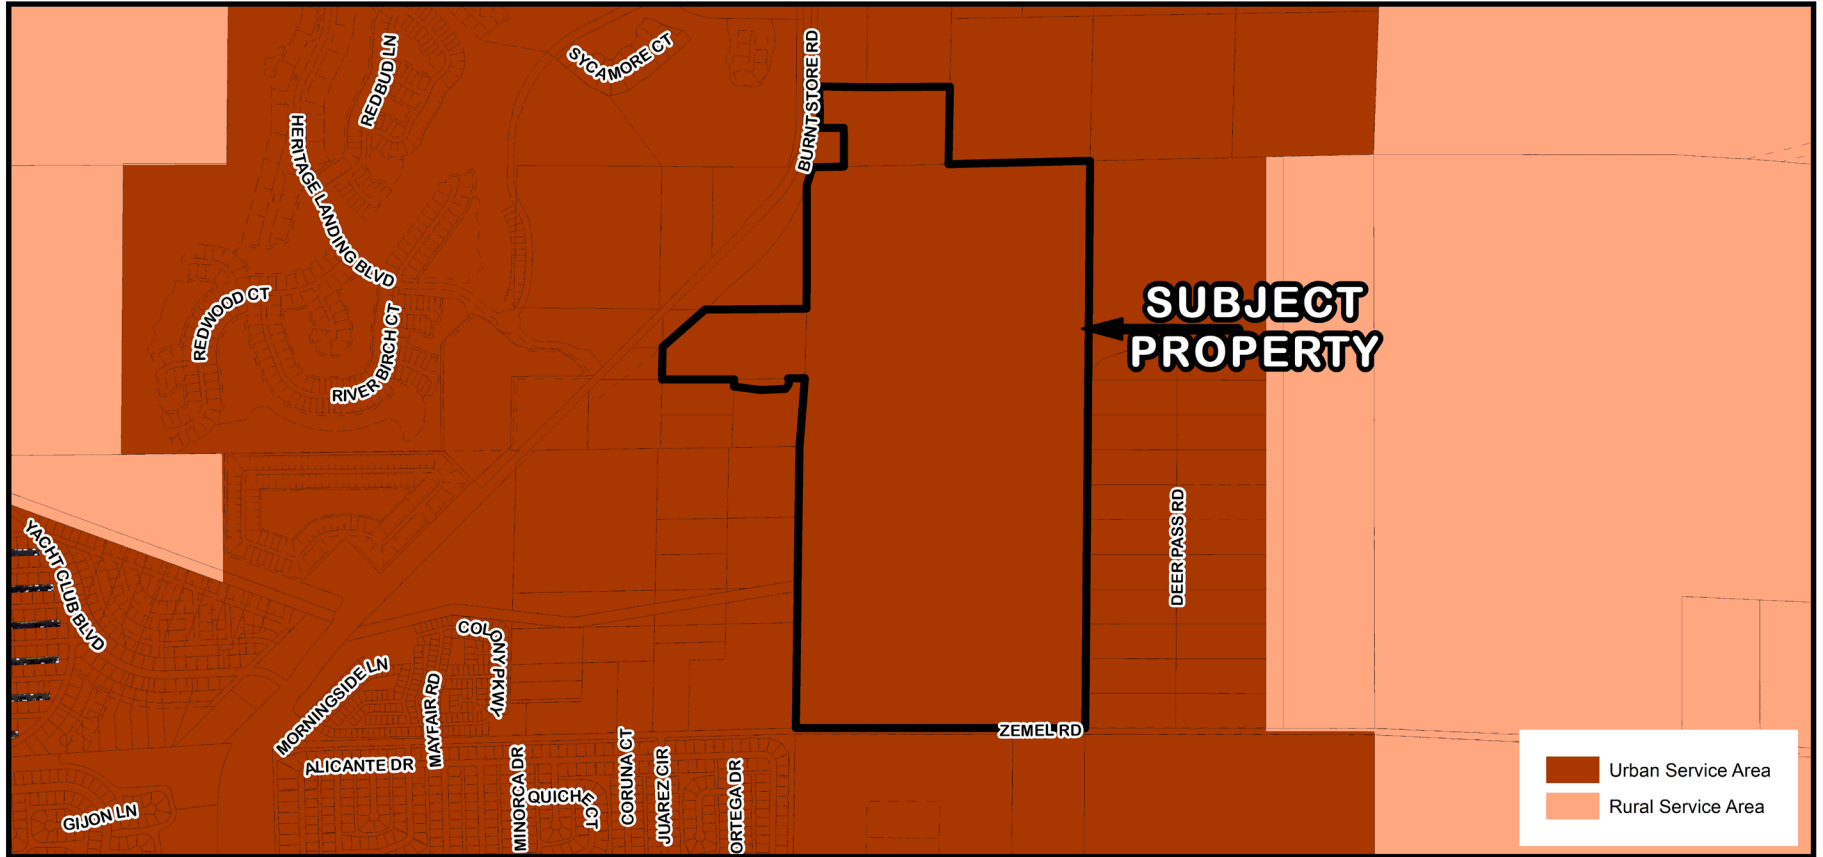 REDBUD LN
SYCAMORE CT
BURNT STORE RD
HERITAGE LANDING BLVD
REDWOOD CT
RIVER BIRCH CT
SUBJECT
PROPERTY
YACHT CLUB BLVD
DEER PASS RD
COLONY PKWY
MORNINGSIDE LN
MAYFAIR RD
ZEMEL RD
ALICANTE DR
MINORCA DR
QUICHE CT
CORUNA CT
JUAREZ CIR
ORTEGA DR
GIJON LN
Urban Service Area
Rural Service Area